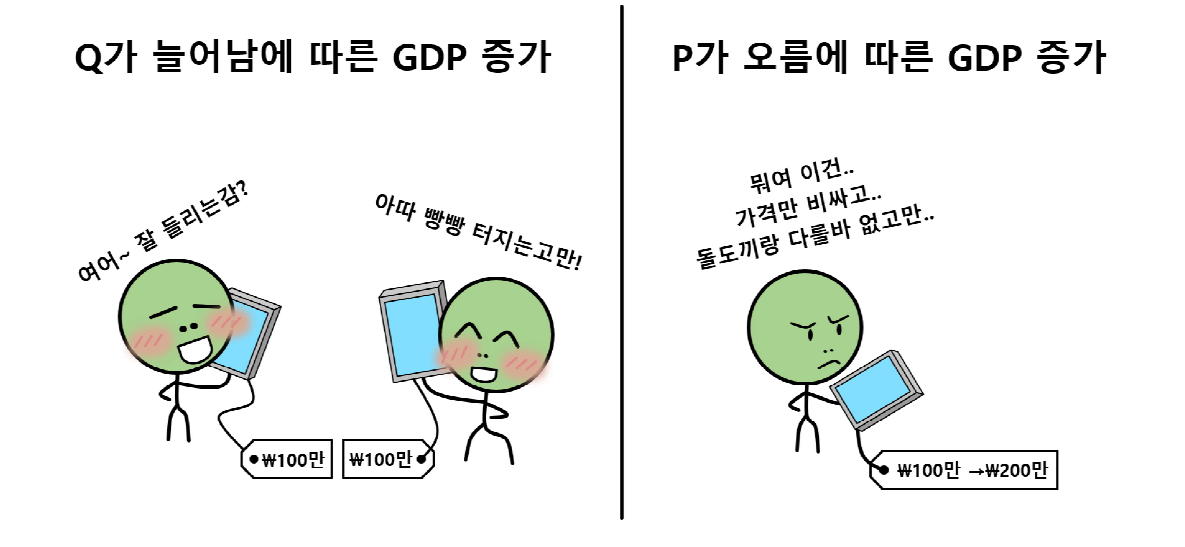 Q가 늘어남에 따른 GDP 증가
여어~ 잘 들리는감?
아따 빵빵 터지는고만!
₩100만
₩100만
P가 오름에 따른 GDP 증가
뭐여 이건..
가격만 비싸고..
돌도끼랑 다를바 없고만..
₩100만 →₩200만